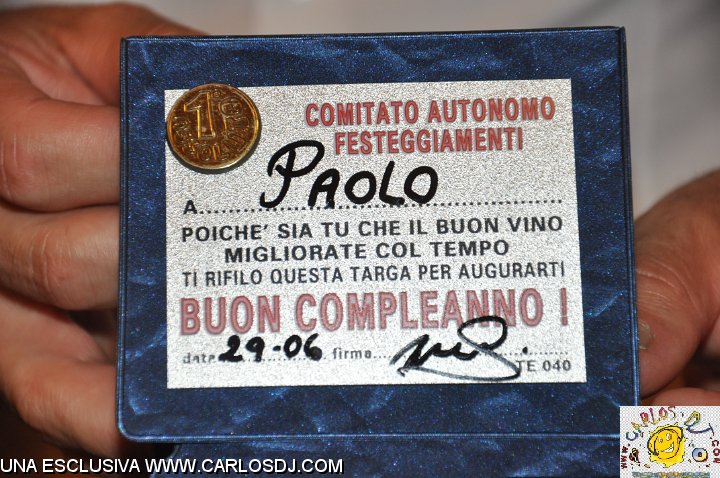 COMITATO AUTONOMO
FESTEGGIAMENTI
1
A PAOLO
POICHE' SIA TU CHE IL BUON VINO
MIGLIORATE COL TEMPO
TI RIFILO QUESTA TARGA PER AUGURARTI
BUON COMPLEANNO !
data 29-06 firma
TE 040
UNA ESCLUSIVA WWW.CARLOSDJ.COM
WWW.CARLOS DJ.COM